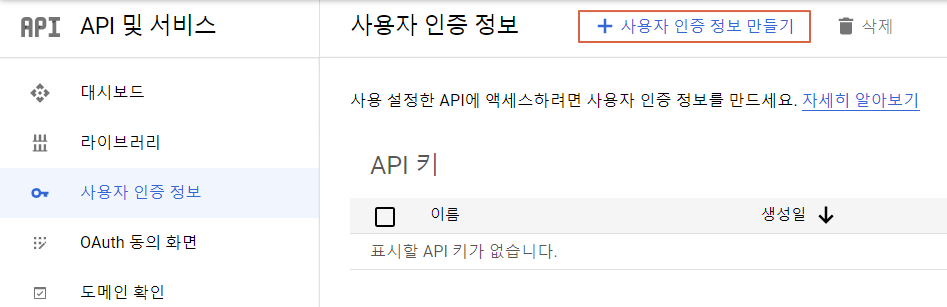 API API 및 서비스
사용자 인증 정보
+ 사용자 인증 정보 만들기
삭제
대시보드
라이브러리
사용자 인증 정보
OAuth 동의 화면
도메인 확인
사용 설정한 API에 액세스하려면 사용자 인증 정보를 만드세요. 자세히 알아보기
API 키
이름 생성일
표시할 API 키가 없습니다.